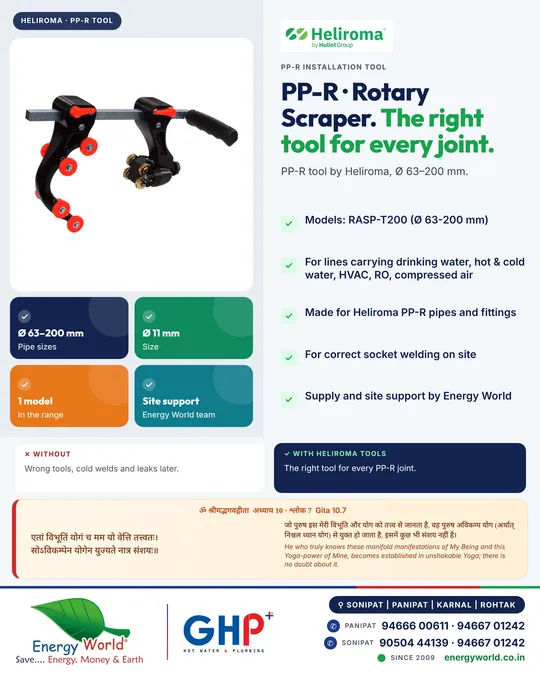 HELIROMA · PP-R TOOL
Heliroma®
by HuliotGroup
PP-R INSTALLATION TOOL
PP-R · Rotary
Scraper. The right
tool for every joint.
PP-R tool by Heliroma, Ø 63–200 mm.
Models: RASP-T200 (Ø 63-200 mm)
For lines carrying drinking water, hot & cold
water, HVAC, RO, compressed air
Made for Heliroma PP-R pipes and fittings
For correct socket welding on site
Supply and site support by Energy World
Ø 63–200 mm
Pipe sizes
Ø 11 mm
Size
1 model
In the range
Site support
Energy World team
✕ WITHOUT
Wrong tools, cold welds and leaks later.
✓ WITH HELIROMA TOOLS
The right tool for every PP-R joint.
ॐ श्रीमद्भगवद्गीता अध्याय 10 · श्लोक 7 Gita 10.7
एतां विभूतिं योगं च मम यो वेत्ति तत्त्वतः।
सोऽविकम्पेन योगेन युज्यते नात्र संशयः॥
जो पुरुष इस मेरी विभूति और योग को तत्त्व से जानता है, वह पुरुष अविकम्प योग (अर्थात्
निश्चल ध्यान योग) से युक्त हो जाता है, इसमें कुछ भी संशय नहीं है।
He who truly knows these manifold manifestations of My Being and this
Yoga-power of Mine, becomes established in unshakable Yoga; there is
no doubt about it.
Energy World®
Save.... Energy, Money & Earth
GHP+
HOT WATER & PLUMBING
SONIPAT | PANIPAT | KARNAL | ROHTAK
PANIPAT 94666 00611 · 94667 01242
SONIPAT 90504 44139 · 94667 01242
SINCE 2009 energyworld.co.in